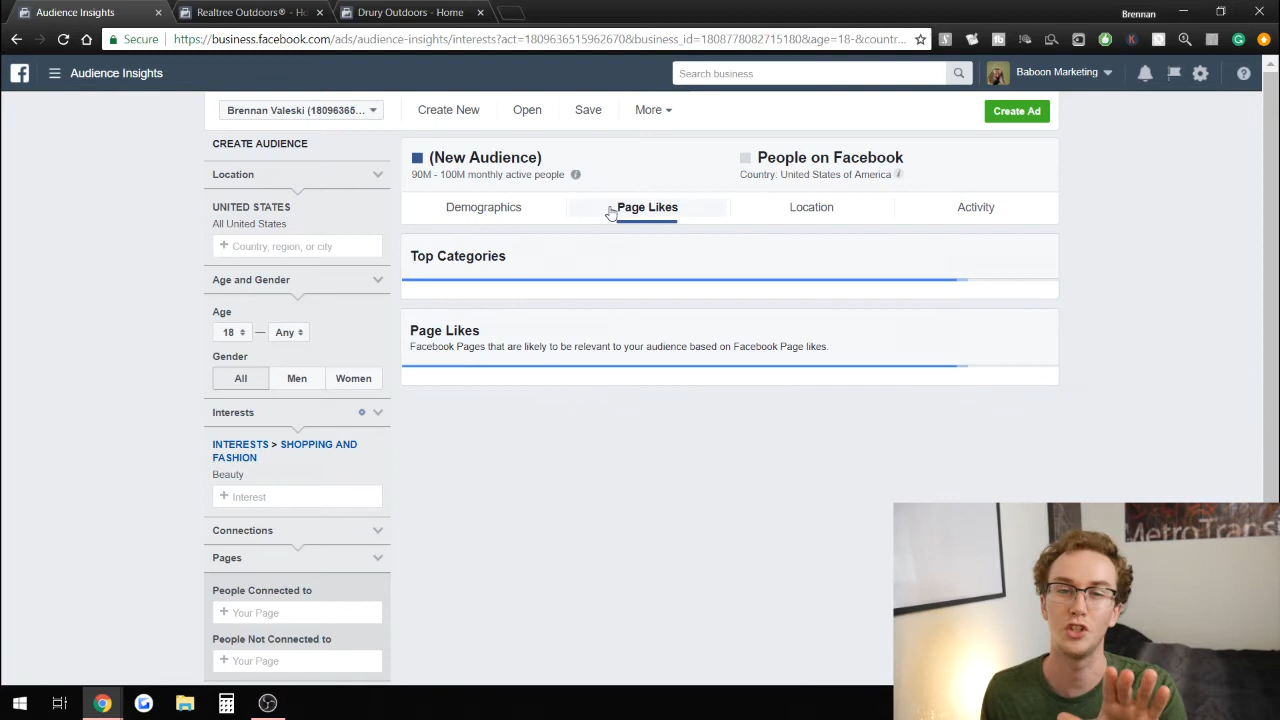 Audience Insights
Realtree Outdoors® - Ho
Drury Outdoors - Home
Brennan
Secure
https://business.facebook.com/ads/audience-insights/interests?act=1809636515962670&business_id=1808778082715180&age=18-&countr...
Audience Insights
Search business
Baboon Marketing
Brennan Valeski (18096365...
Create New
Open
Save
More
Create Ad
CREATE AUDIENCE
Location
UNITED STATES
All United States
+ Country, region, or city
Age and Gender
Age
18 — Any
Gender
All
Men
Women
Interests
INTERESTS > SHOPPING AND
FASHION
Beauty
+ Interest
Connections
Pages
People Connected to
+ Your Page
People Not Connected to
+ Your Page
(New Audience)
90M - 100M monthly active people
People on Facebook
Country: United States of America
Demographics
Page Likes
Location
Activity
Top Categories
Page Likes
Facebook Pages that are likely to be relevant to your audience based on Facebook Page likes.
MetroTransi